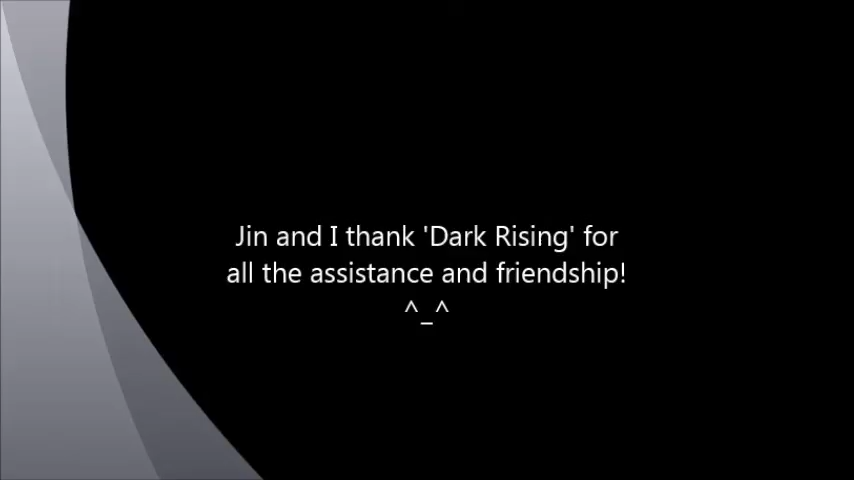 Jin and I thank 'Dark Rising' for
all the assistance and friendship!
^_^